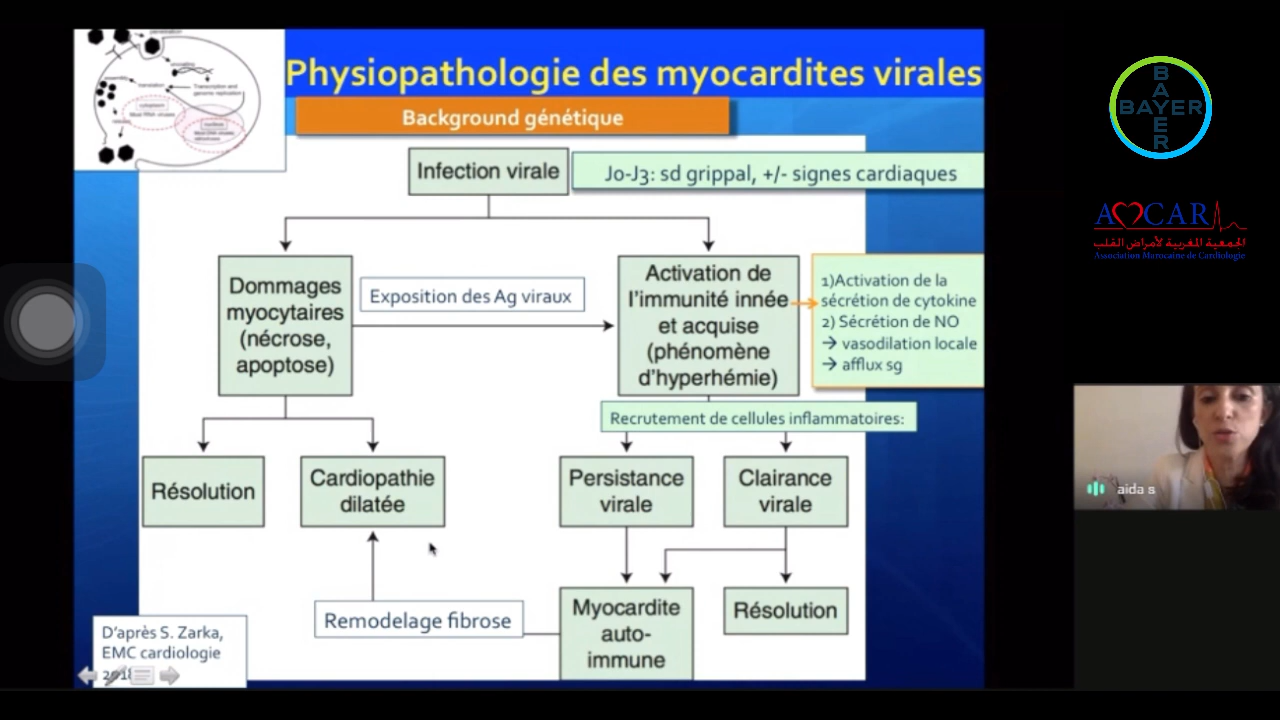 Physiopathologie des myocardites virales
Background génétique
Infection virale
J0-J3: sd grippal, +/- signes cardiaques
Dommages
myocytaires
(nécrose,
apoptose)
Exposition des Ag viraux
Activation de
l'immunité innée
et acquise
(phénomène
d'hyperhémie)
1)Activation de la
sécrétion de cytokine
2) Sécrétion de NO
→ vasodilation locale
→ afflux sg
Recrutement de cellules inflammatoires:
Résolution
Cardiopathie
dilatée
Persistance
virale
Clairance
virale
Remodelage fibrose
Myocardite
auto-
immune
Résolution
D'après S. Zarka,
EMC cardiologie
BAYER
BAYER
AMCAR
الجمعية المغربية لأمراض القلب
Association Marocaine de Cardiologie
aida s